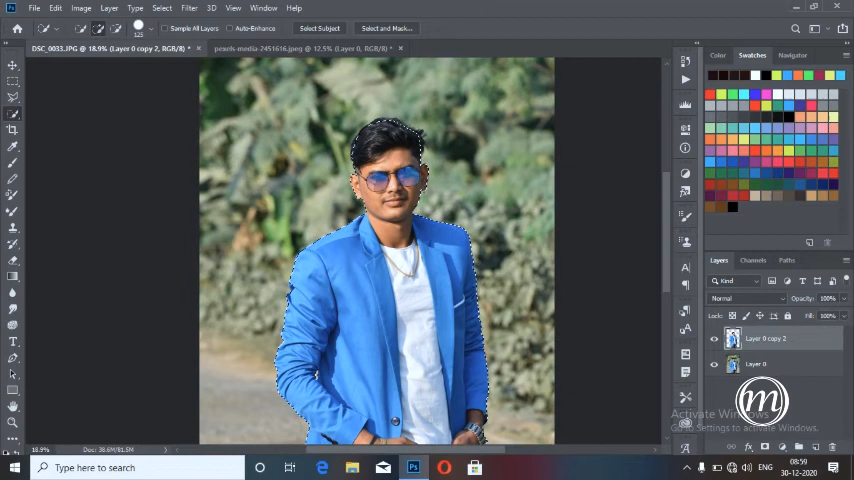 File Edit Image Layer Type Select Filter 3D View Window Help
125 Sample All Layers Auto-Enhance Select Subject Select and Mask...
DSC_0033.JPG @ 18.9% (Layer 0 copy 2, RGB/8) * × pexels-media-2451616.jpeg @ 12.5% (Layer 0, RGB/8) * ×
Color Swatches Navigator
Layers Channels Paths
Kind
Normal Opacity: 100%
Lock: Fill: 100%
Layer 0 copy 2
Layer 0
m
Activate Windows
Go to Settings to activate Windows.
18.9% Doc: 38.6M/81.5M
Type here to search
ENG
08:59
30-12-2020